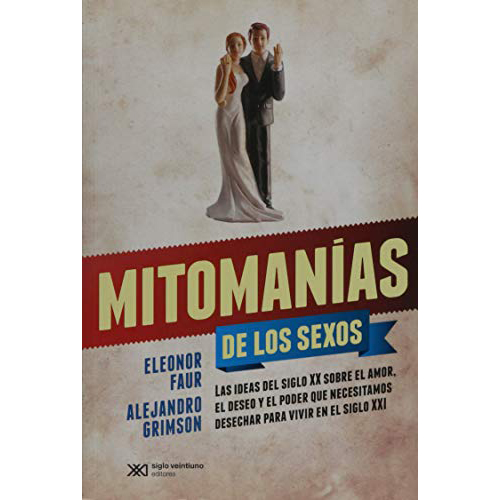 MITOMANÍAS
DE LOS SEXOS
ELEONOR
FAUR
ALEJANDRO
GRIMSON
LAS IDEAS DEL SIGLO XX SOBRE EL AMOR,
EL DESEO Y EL PODER QUE NECESITAMOS
DESECHAR PARA VIVIR EN EL SIGLO XXI
siglo veintiuno
editores